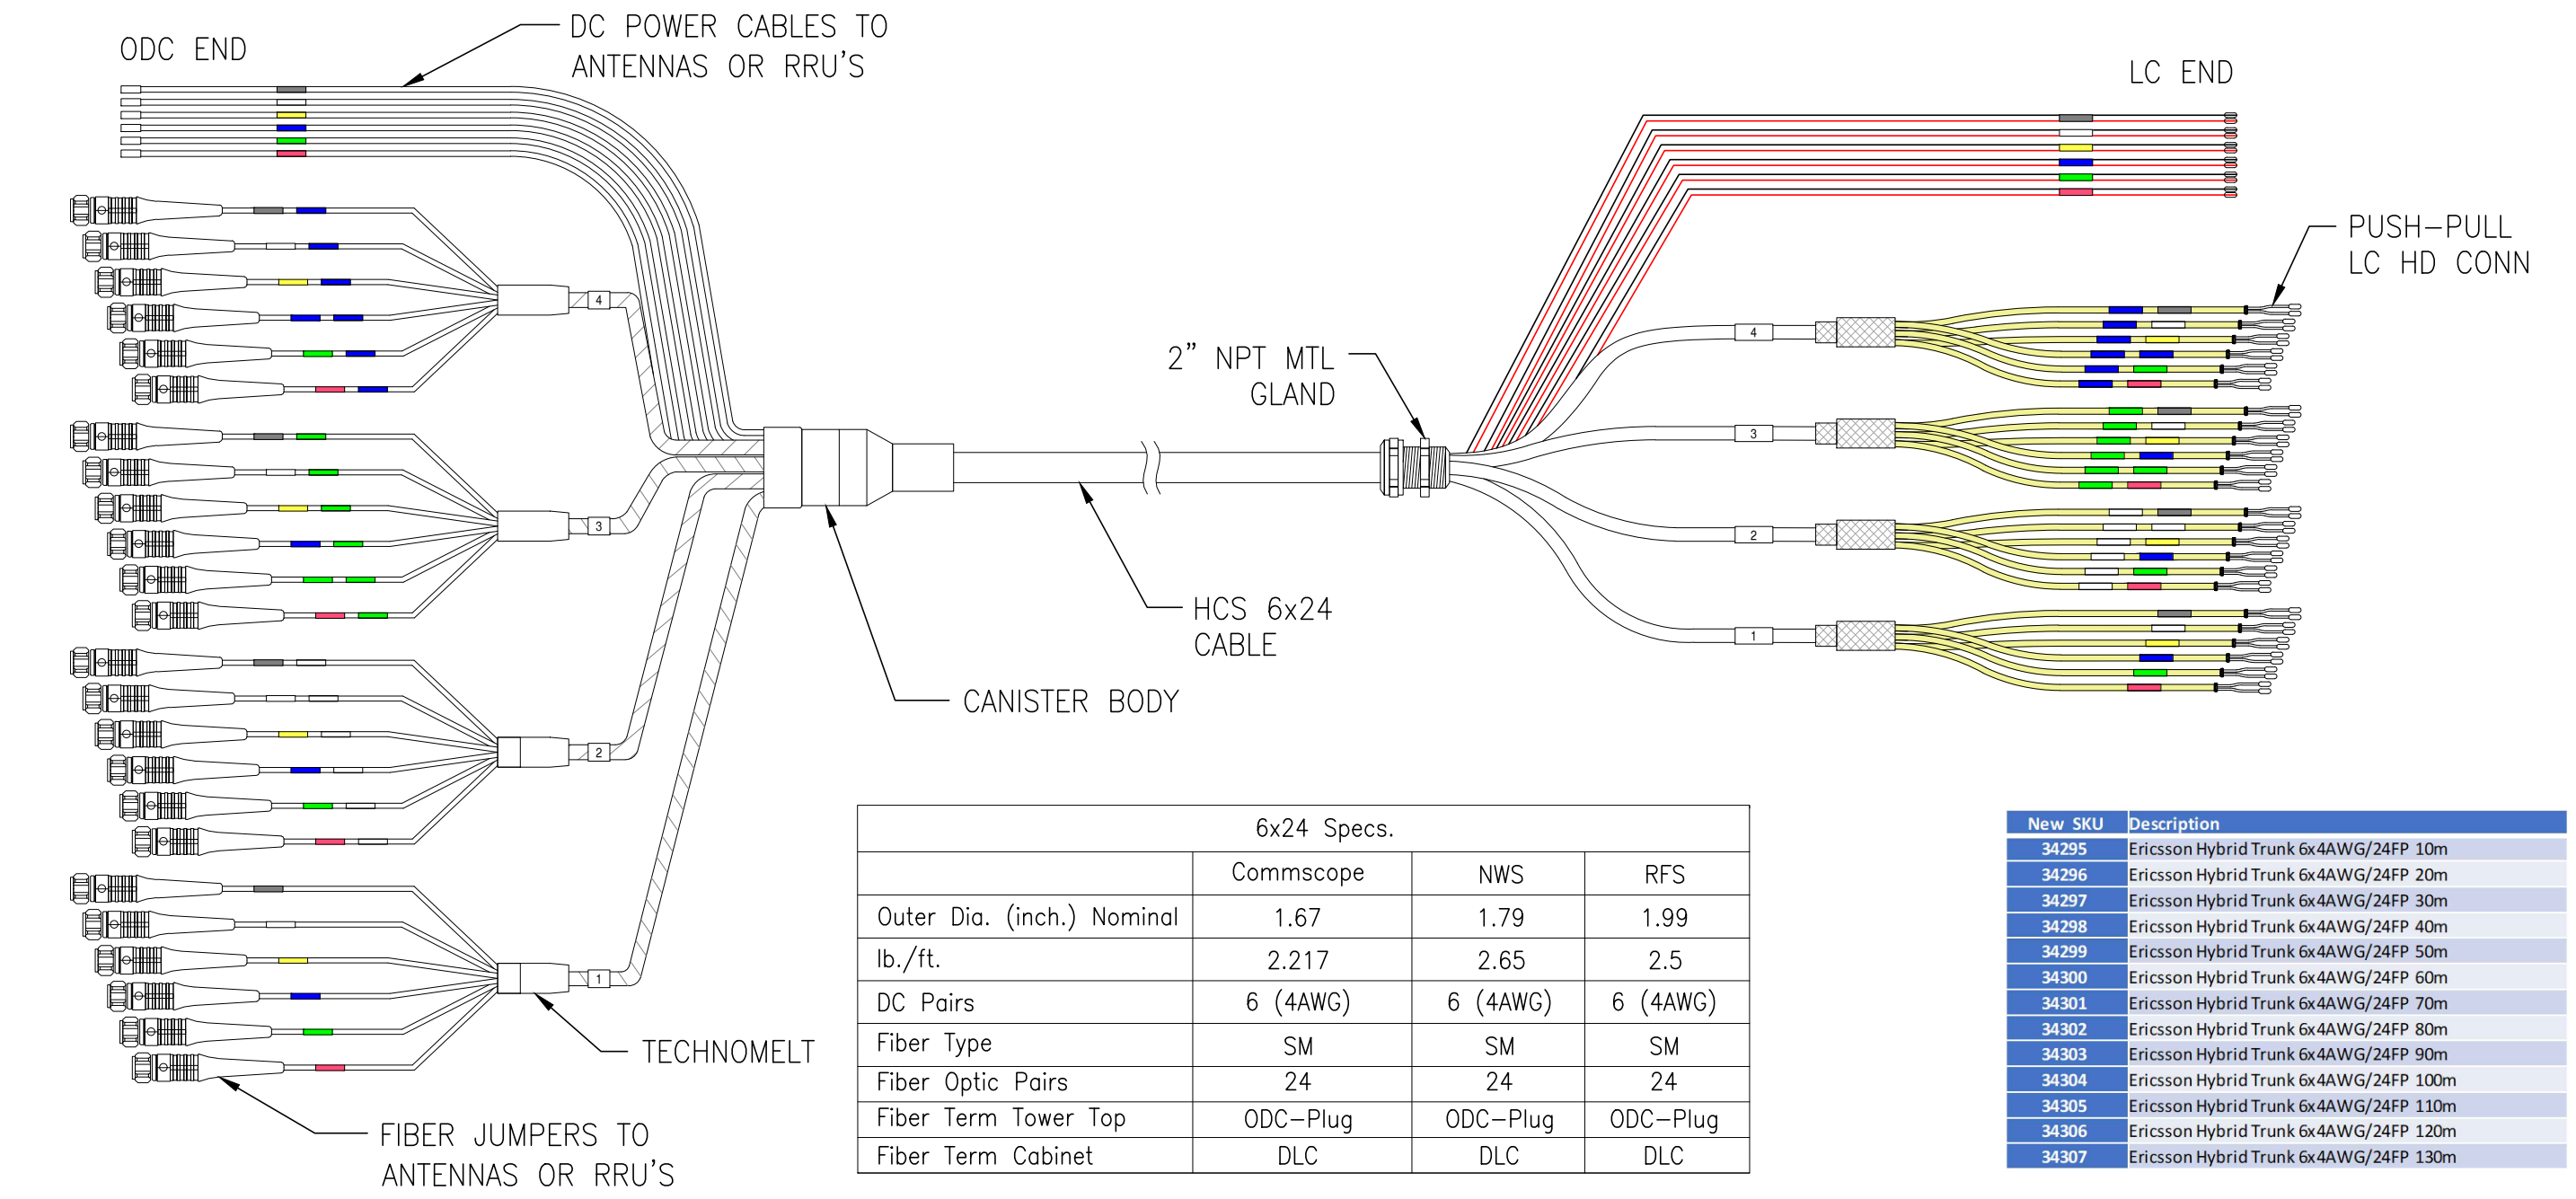 ODC END
DC POWER CABLES TO
ANTENNAS OR RRU'S
LC END
PUSH-PULL
LC HD CONN
4
3
2
1
2" NPT MTL
GLAND
4
3
2
1
HCS 6x24
CABLE
CANISTER BODY
TECHNOMELT
FIBER JUMPERS TO
ANTENNAS OR RRU'S
6x24 Specs.
Commscope NWS RFS
Outer Dia. (inch.) Nominal 1.67 1.79 1.99
lb./ft. 2.217 2.65 2.5
DC Pairs 6 (4AWG) 6 (4AWG) 6 (4AWG)
Fiber Type SM SM SM
Fiber Optic Pairs 24 24 24
Fiber Term Tower Top ODC-Plug ODC-Plug ODC-Plug
Fiber Term Cabinet DLC DLC DLC
New SKU Description
34295 Ericsson Hybrid Trunk 6x4AWG/24FP 10m
34296 Ericsson Hybrid Trunk 6x4AWG/24FP 20m
34297 Ericsson Hybrid Trunk 6x4AWG/24FP 30m
34298 Ericsson Hybrid Trunk 6x4AWG/24FP 40m
34299 Ericsson Hybrid Trunk 6x4AWG/24FP 50m
34300 Ericsson Hybrid Trunk 6x4AWG/24FP 60m
34301 Ericsson Hybrid Trunk 6x4AWG/24FP 70m
34302 Ericsson Hybrid Trunk 6x4AWG/24FP 80m
34303 Ericsson Hybrid Trunk 6x4AWG/24FP 90m
34304 Ericsson Hybrid Trunk 6x4AWG/24FP 100m
34305 Ericsson Hybrid Trunk 6x4AWG/24FP 110m
34306 Ericsson Hybrid Trunk 6x4AWG/24FP 120m
34307 Ericsson Hybrid Trunk 6x4AWG/24FP 130m